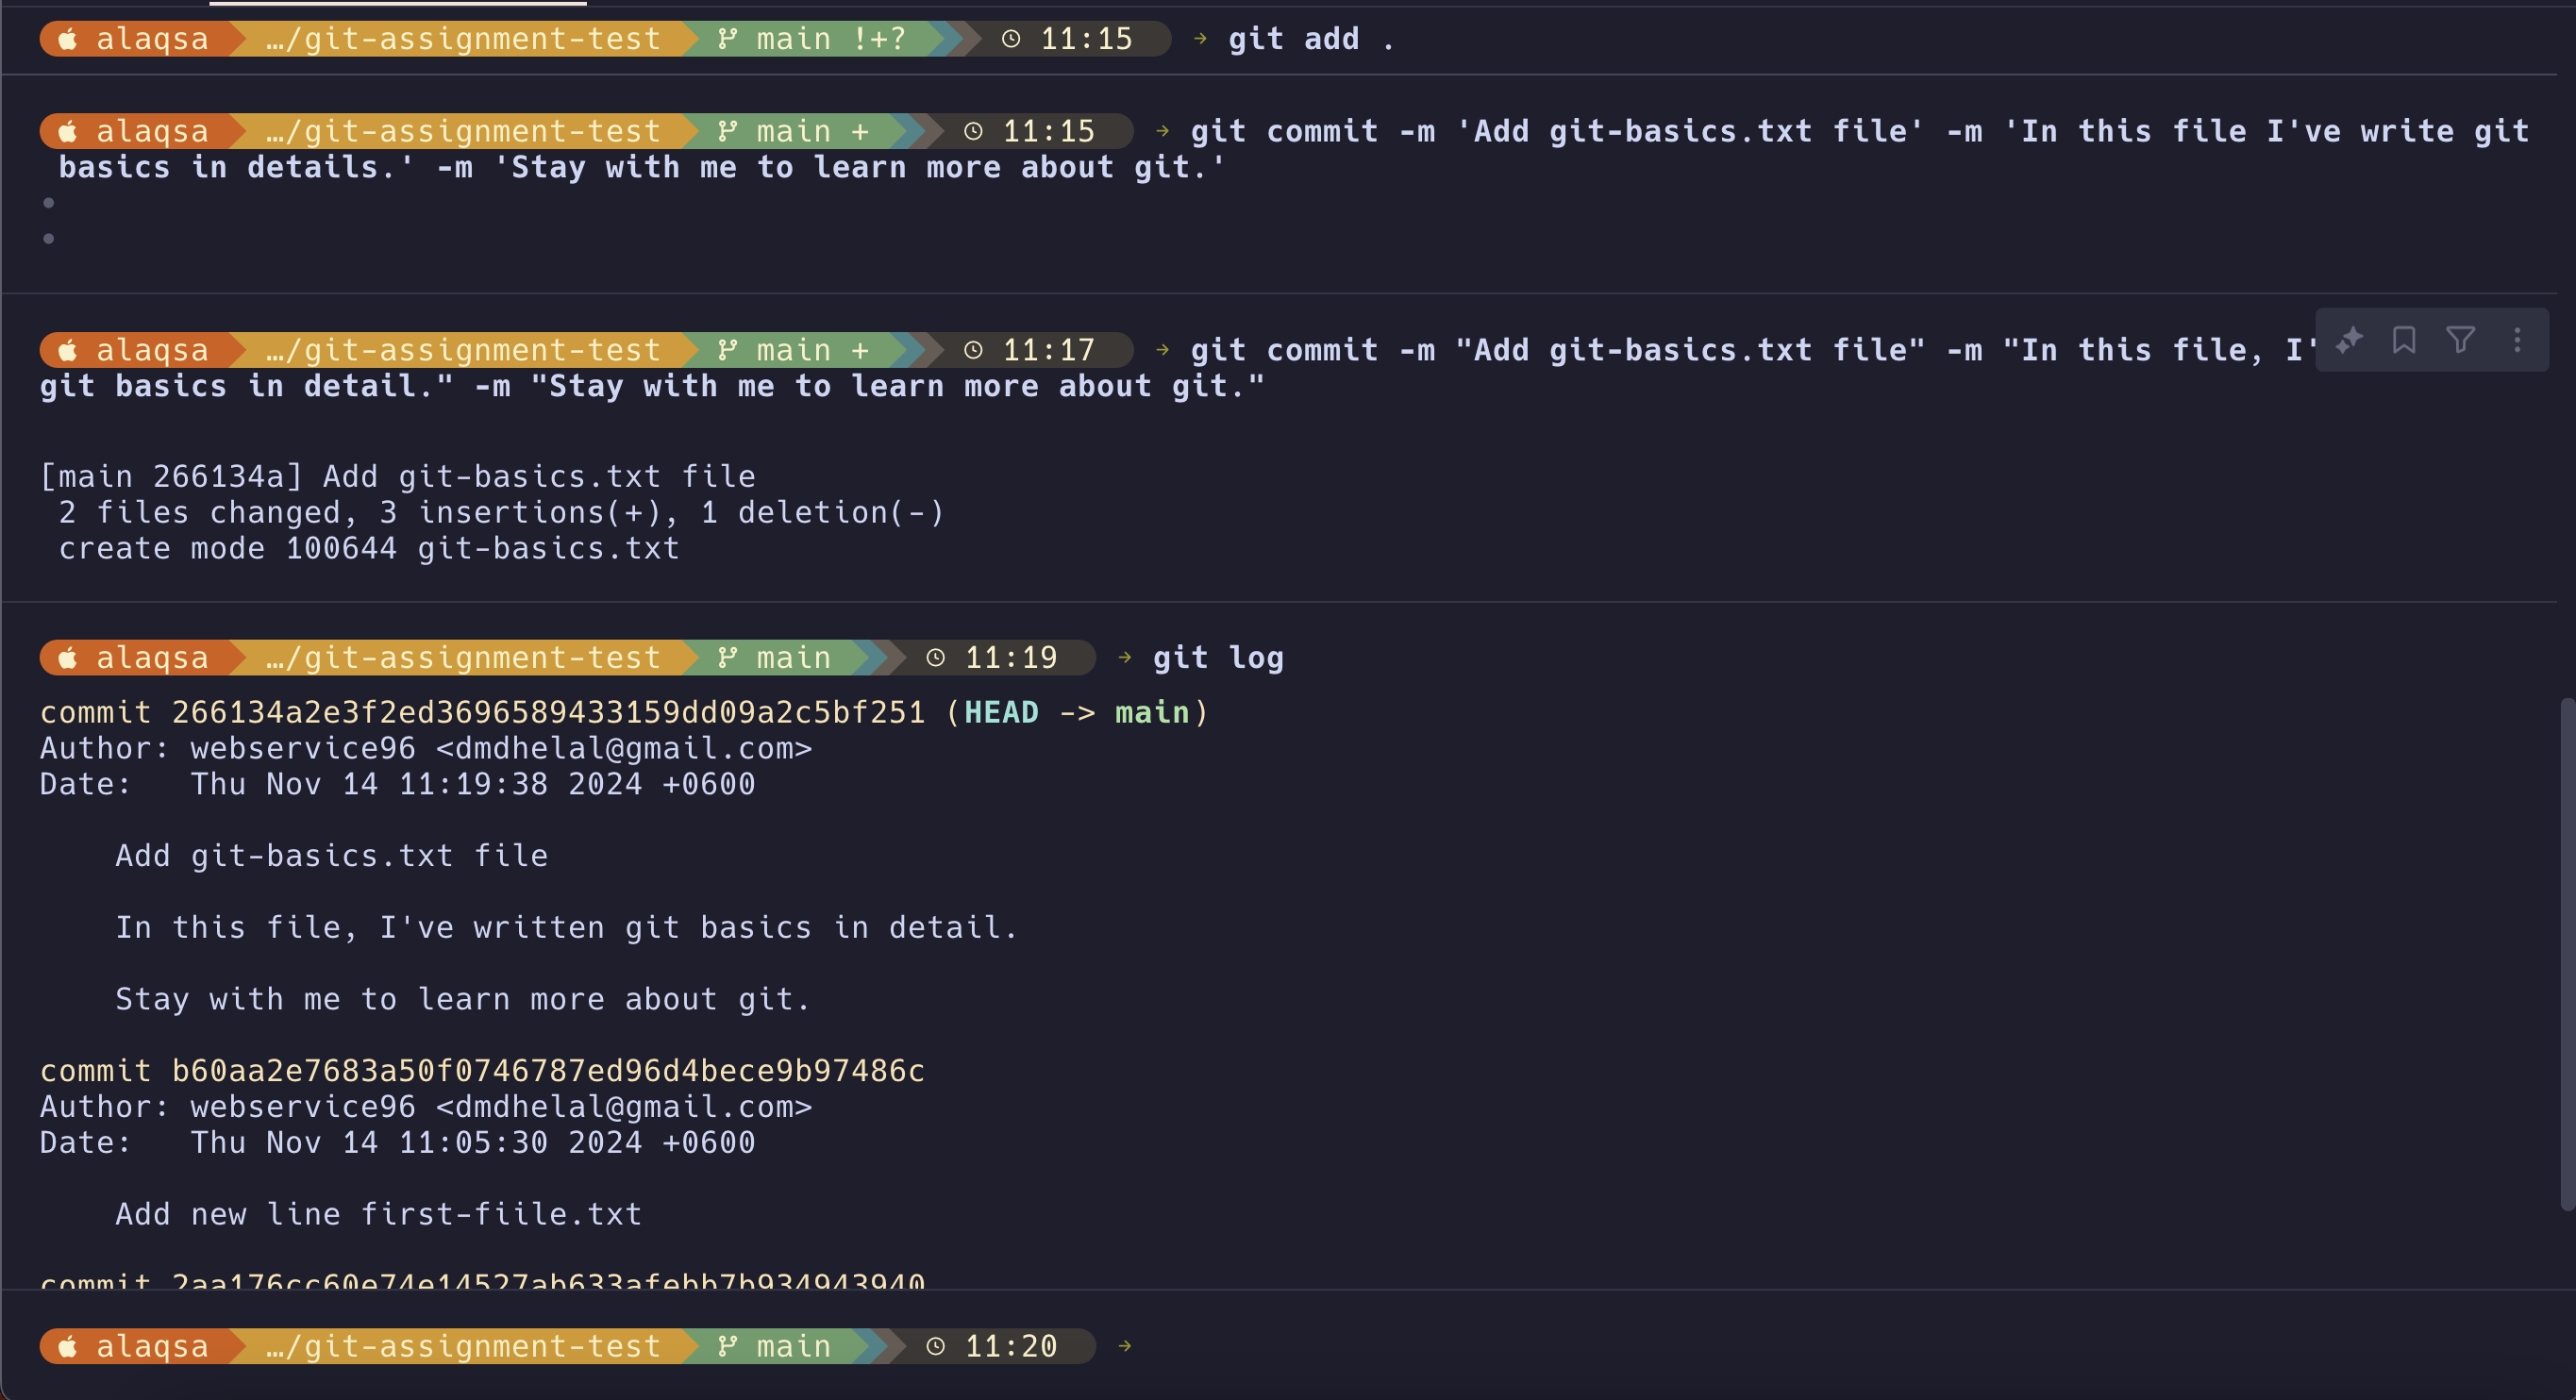 alaqsa …/git-assignment-test main !+? 11:15 → git add .
alaqsa …/git-assignment-test main + 11:15 → git commit -m 'Add git-basics.txt file' -m 'In this file I've write git
basics in details.' -m 'Stay with me to learn more about git.'
alaqsa …/git-assignment-test main + 11:17 → git commit -m "Add git-basics.txt file" -m "In this file, I'
git basics in detail." -m "Stay with me to learn more about git."
[main 266134a] Add git-basics.txt file
2 files changed, 3 insertions(+), 1 deletion(-)
create mode 100644 git-basics.txt
alaqsa …/git-assignment-test main 11:19 → git log
commit 266134a2e3f2ed3696589433159dd09a2c5bf251 (HEAD -> main)
Author: webservice96 <dmdhelal@gmail.com>
Date:   Thu Nov 14 11:19:38 2024 +0600
Add git-basics.txt file
In this file, I've written git basics in detail.
Stay with me to learn more about git.
commit b60aa2e7683a50f0746787ed96d4bece9b97486c
Author: webservice96 <dmdhelal@gmail.com>
Date:   Thu Nov 14 11:05:30 2024 +0600
Add new line first-fiile.txt
commit 2aa176cc60e74e14527ab633afebb7b934943940
alaqsa …/git-assignment-test main 11:20 →